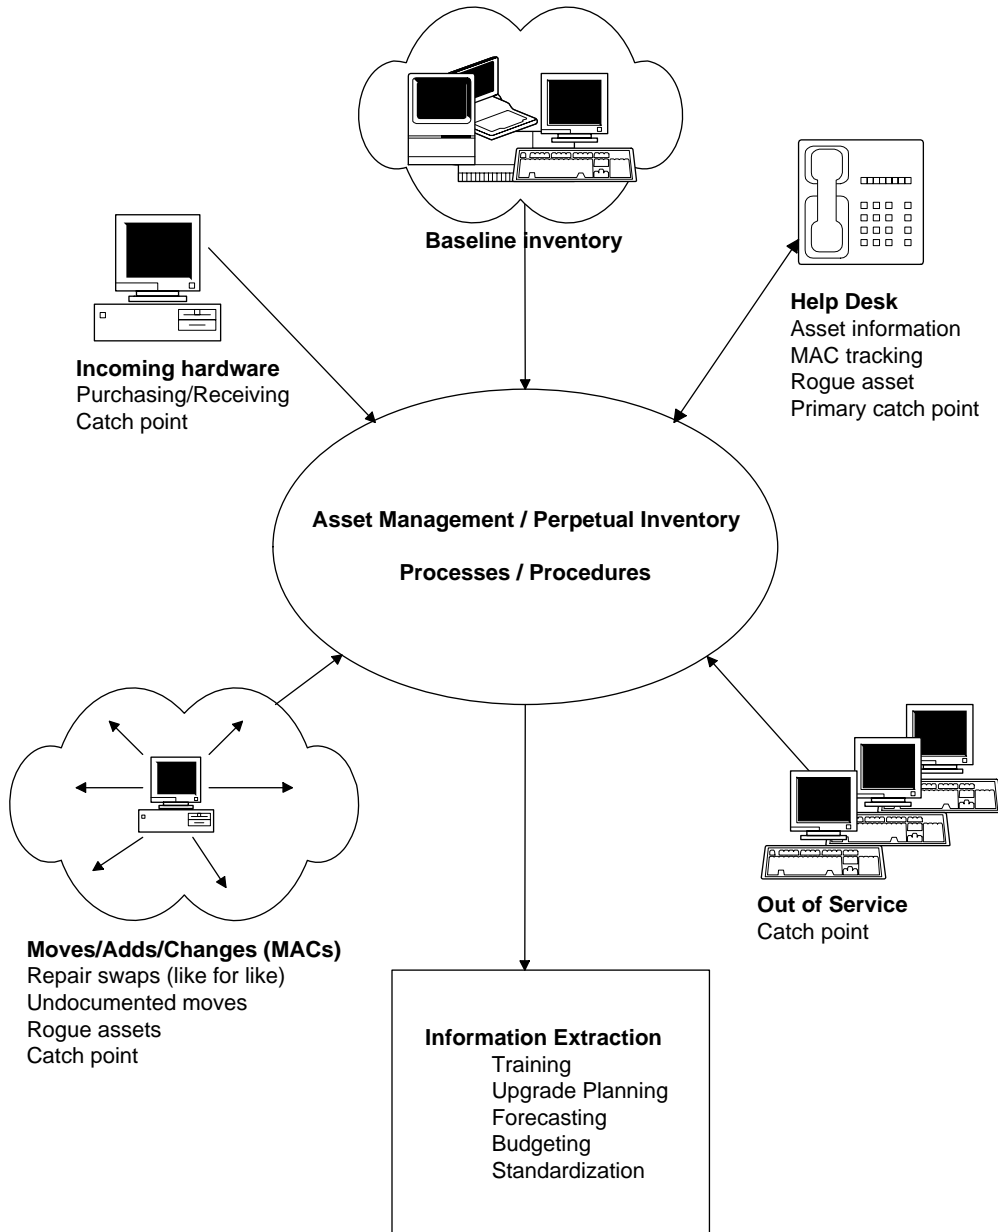 Baseline inventory
Help Desk
Asset information
MAC tracking
Rogue asset
Primary catch point
Incoming hardware
Purchasing/Receiving
Catch point
Asset Management / Perpetual Inventory
Processes / Procedures
Out of Service
Catch point
Moves/Adds/Changes (MACs)
Repair swaps (like for like)
Undocumented moves
Rogue assets
Catch point
Information Extraction
Training
Upgrade Planning
Forecasting
Budgeting
Standardization